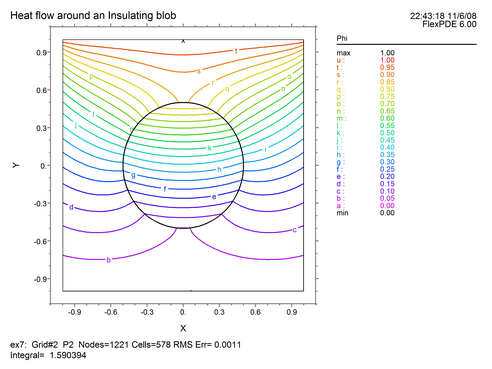 Heat flow around an Insulating blob
22:43:18 11/6/08
FlexPDE 6.00
Phi
max 1.00
u : 1.00
t : 0.95
s : 0.90
r : 0.85
q : 0.80
p : 0.75
o : 0.70
n : 0.65
m : 0.60
l : 0.55
k : 0.50
j : 0.45
i : 0.40
h : 0.35
g : 0.30
f : 0.25
e : 0.20
d : 0.15
c : 0.10
b : 0.05
a : 0.00
min 0.00
Y
0.9
0.6
0.3
0.
-0.3
-0.6
-0.9
x
t
s
r
q
p
o
n
l
k
j
i
h
g
f
e
d
c
b
-0.9 -0.6 -0.3 0. 0.3 0.6 0.9
X
ex7: Grid#2 P2 Nodes=1221 Cells=578 RMS Err= 0.0011
Integral= 1.590394